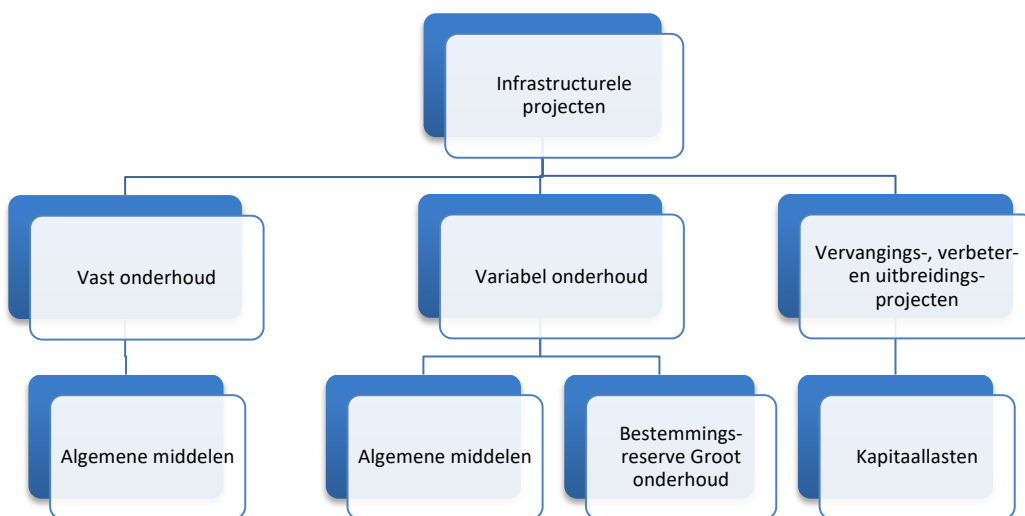 Infrastructurele
projecten
Vast onderhoud
Variabel onderhoud
Vervangings-, verbeter-
en uitbreidings-
projecten
Algemene middelen
Algemene middelen
Bestemmings-
reserve Groot
onderhoud
Kapitaallasten